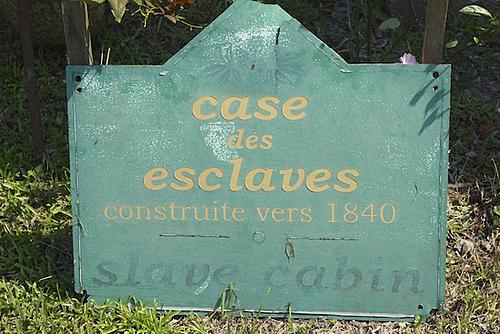 case
des
esclaves
construite vers 1840
slave cabin